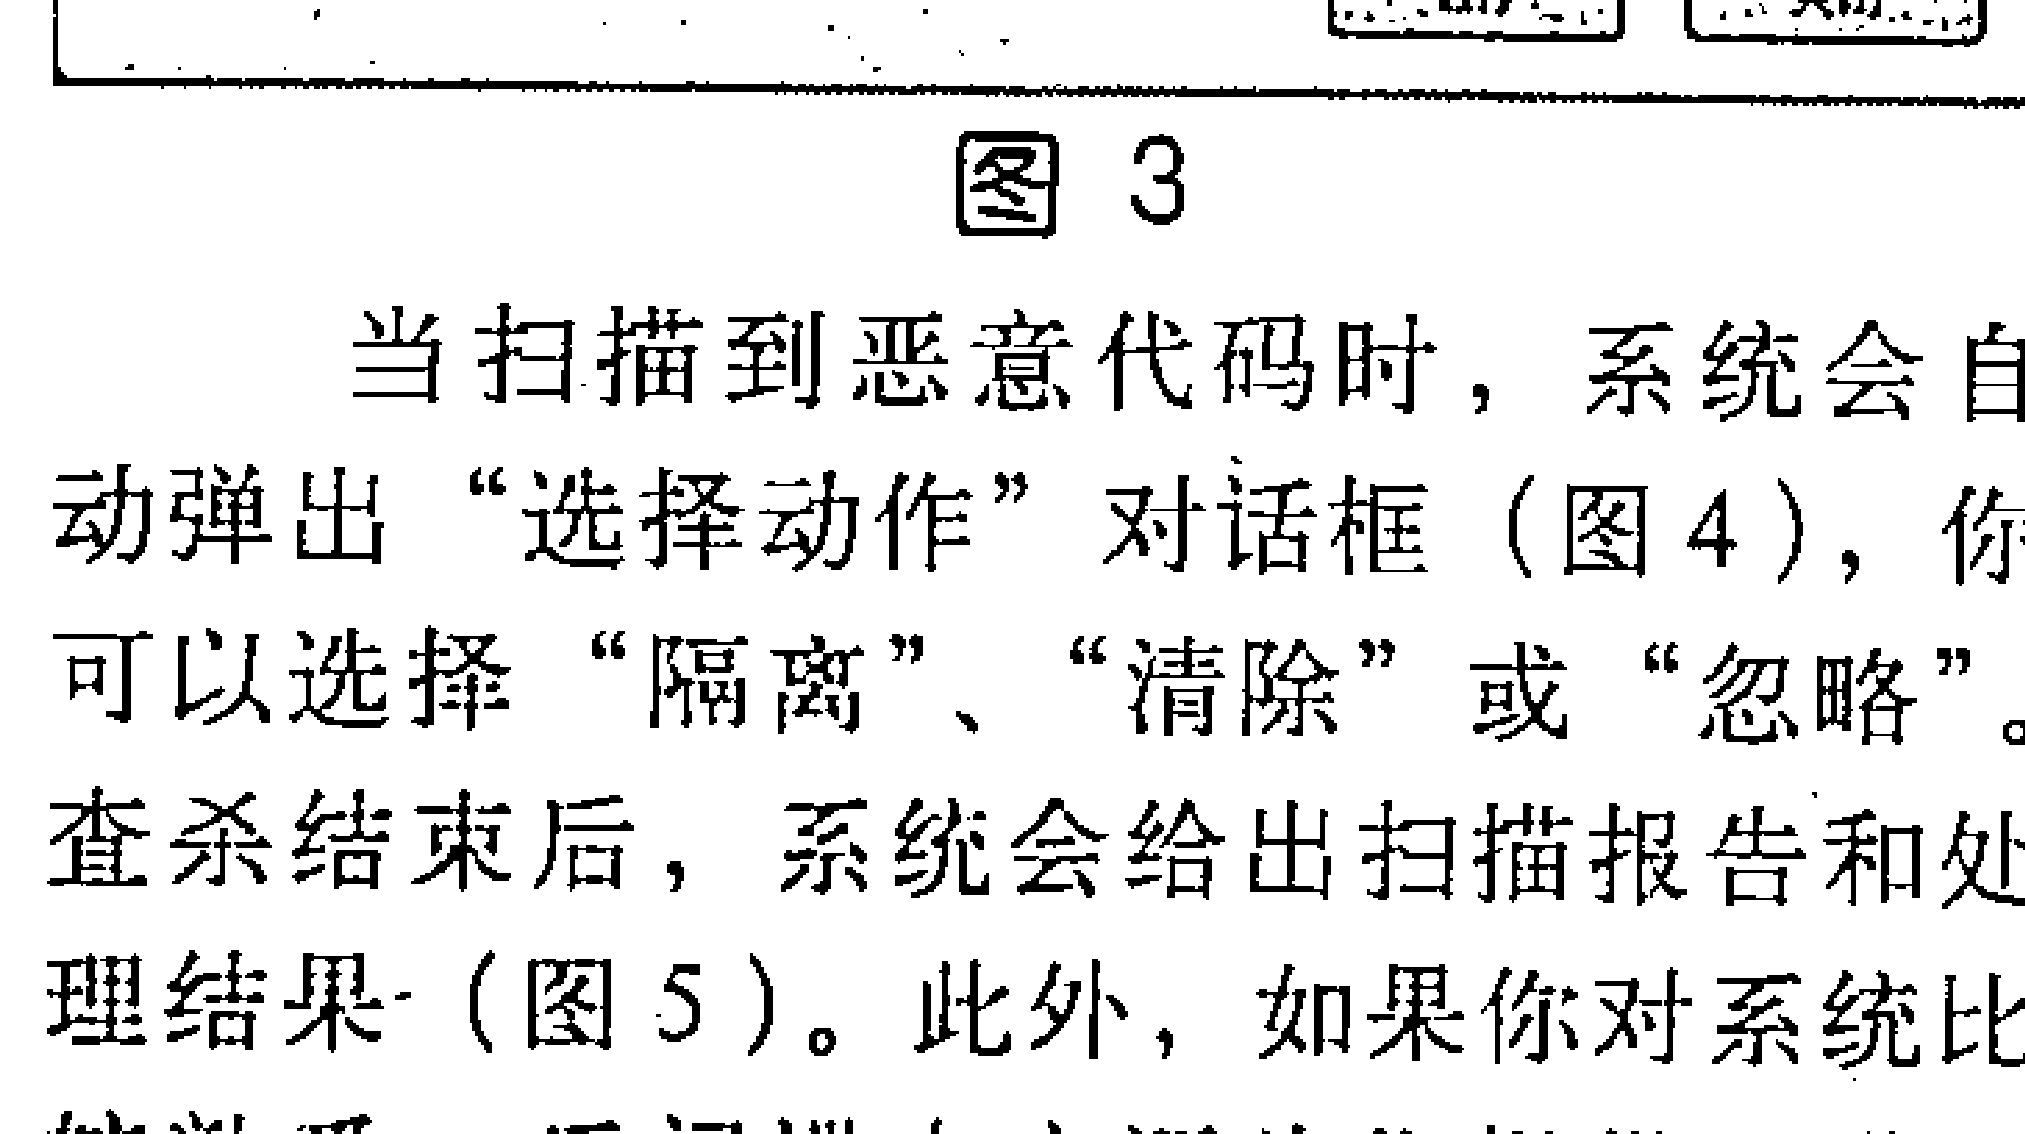 图 3
当扫描到恶意代码时，系统会自
动弹出“选择动作”对话框（图4），你
可以选择“隔离”、“清除”或“忽略”。
查杀结束后，系统会给出扫描报告和处
理结果（图5）。此外，如果你对系统比